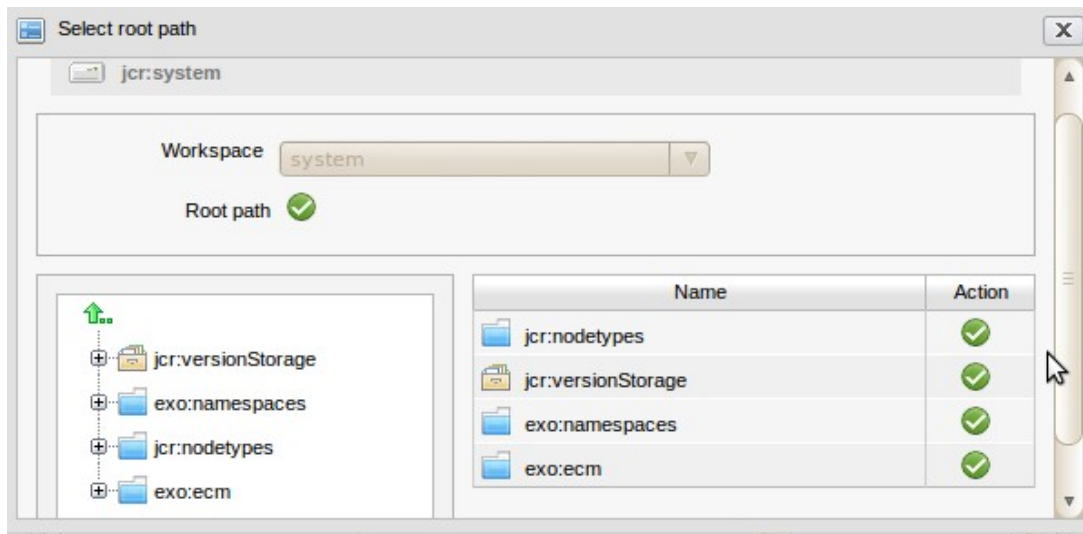 Select root path
jcr:system
Workspace
system
Root path
jcr:versionStorage
exo:namespaces
jcr:nodetypes
exo:ecm
Name Action
jcr:nodetypes
jcr:versionStorage
exo:namespaces
exo:ecm